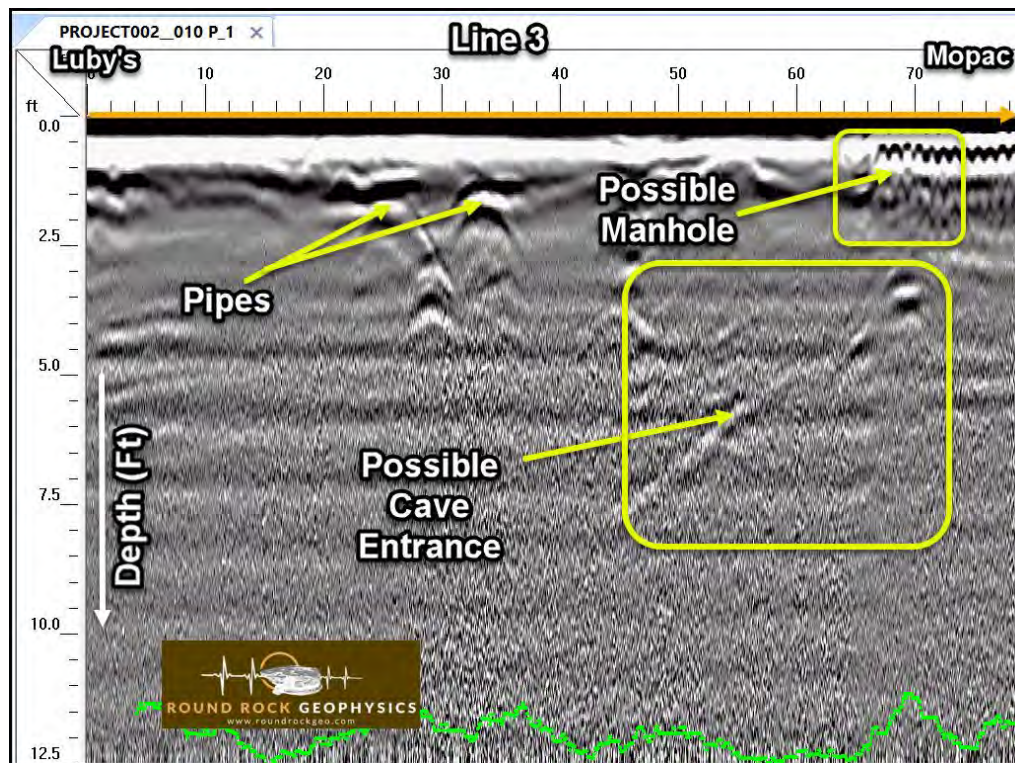 PROJECT002__010 P_1 ×
Line 3
Luby's
Mopac
0 10 20 30 40 50 60 70
ft
0.0
2.5
5.0
7.5
10.0
12.5
Possible
Manhole
Pipes
Depth (Ft)
Possible
Cave
Entrance
ROUND ROCK GEOPHYSICS
www.roundrockgeo.com